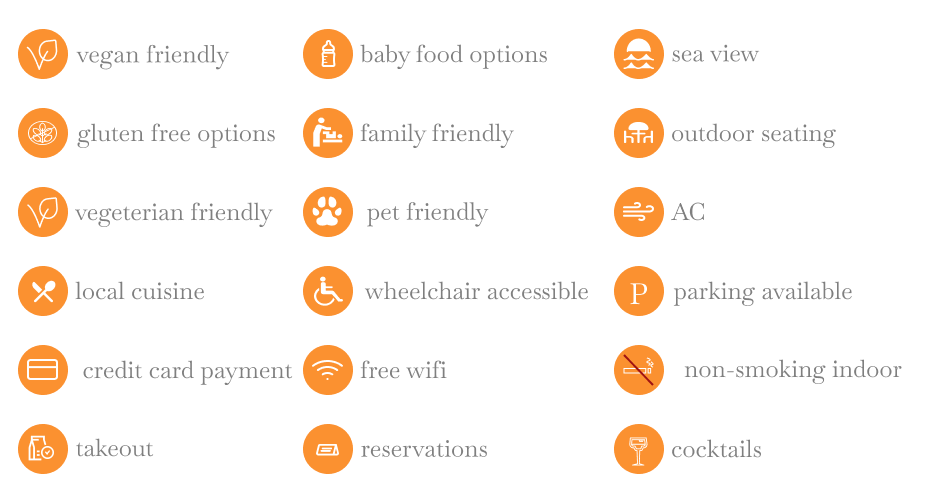 vegan friendly
baby food options
sea view
gluten free options
family friendly
outdoor seating
vegeterian friendly
pet friendly
AC
local cuisine
wheelchair accessible
P
parking available
credit card payment
free wifi
non-smoking indoor
takeout
reservations
cocktails